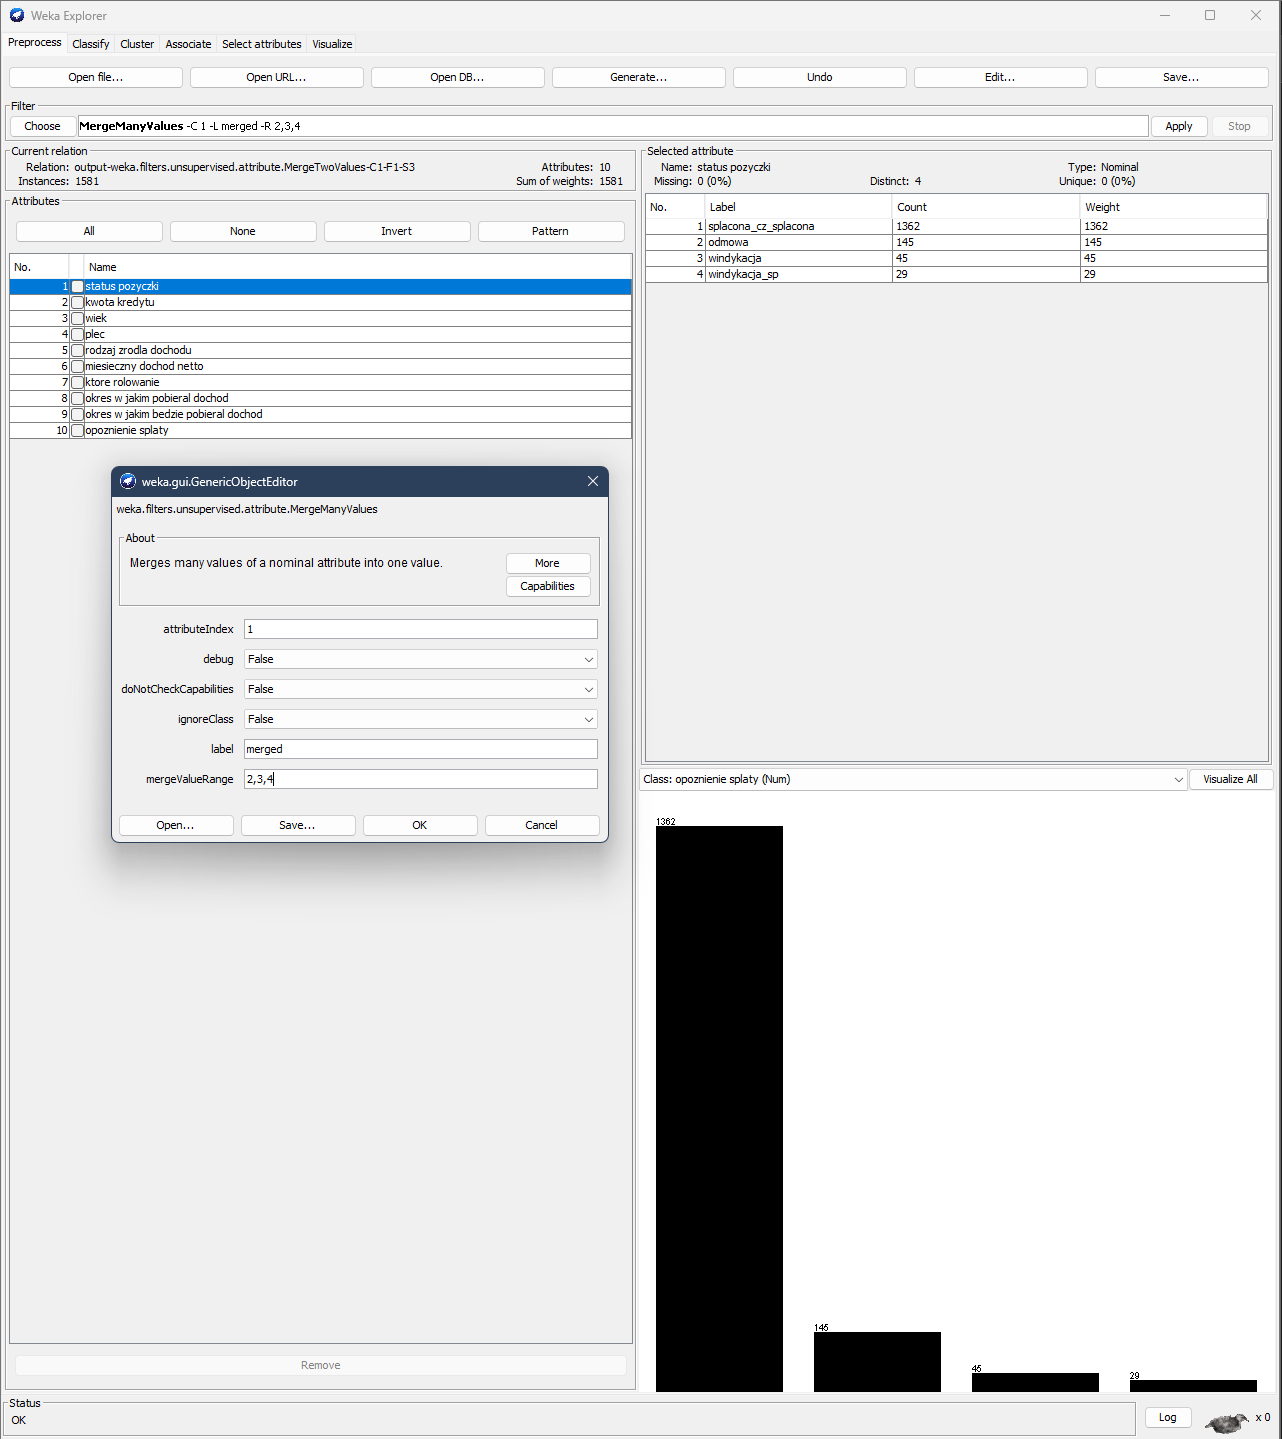 Weka Explorer
Preprocess Classify Cluster Associate Select attributes Visualize
Open file... Open URL... Open DB... Generate... Undo Edit... Save...
Filter
Choose MergeManyValues -C 1 -L merged -R 2,3,4 Apply Stop
Current relation
Relation: output-weka.filters.unsupervised.attribute.MergeTwoValues-C1-F1-S3 Attributes: 10
Instances: 1581 Sum of weights: 1581
Attributes
All None Invert Pattern
No. Name
1 status pozyczki
2 kwota kredytu
3 wiek
4 plec
5 rodzaj zrodla dochodu
6 miesieczny dochod netto
7 ktore rolowanie
8 okres w jakim pobieral dochod
9 okres w jakim bedzie pobieral dochod
10 opoznienie splaty
weka.gui.GenericObjectEditor
weka.filters.unsupervised.attribute.MergeManyValues
About
Merges many values of a nominal attribute into one value.
More
Capabilities
attributeIndex 1
debug False
doNotCheckCapabilities False
ignoreClass False
label merged
mergeValueRange 2,3,4
Open... Save... OK Cancel
Remove
Selected attribute
Name: status pozyczki Type: Nominal
Missing: 0 (0%) Distinct: 4 Unique: 0 (0%)
No. Label Count Weight
1 splacona_cz_splacona 1362 1362
2 odmowa 145 145
3 windykacja 45 45
4 windykacja_sp 29 29
Class: opoznienie splaty (Num) Visualize All
1362
145
45
29
Status
OK
Log x 0